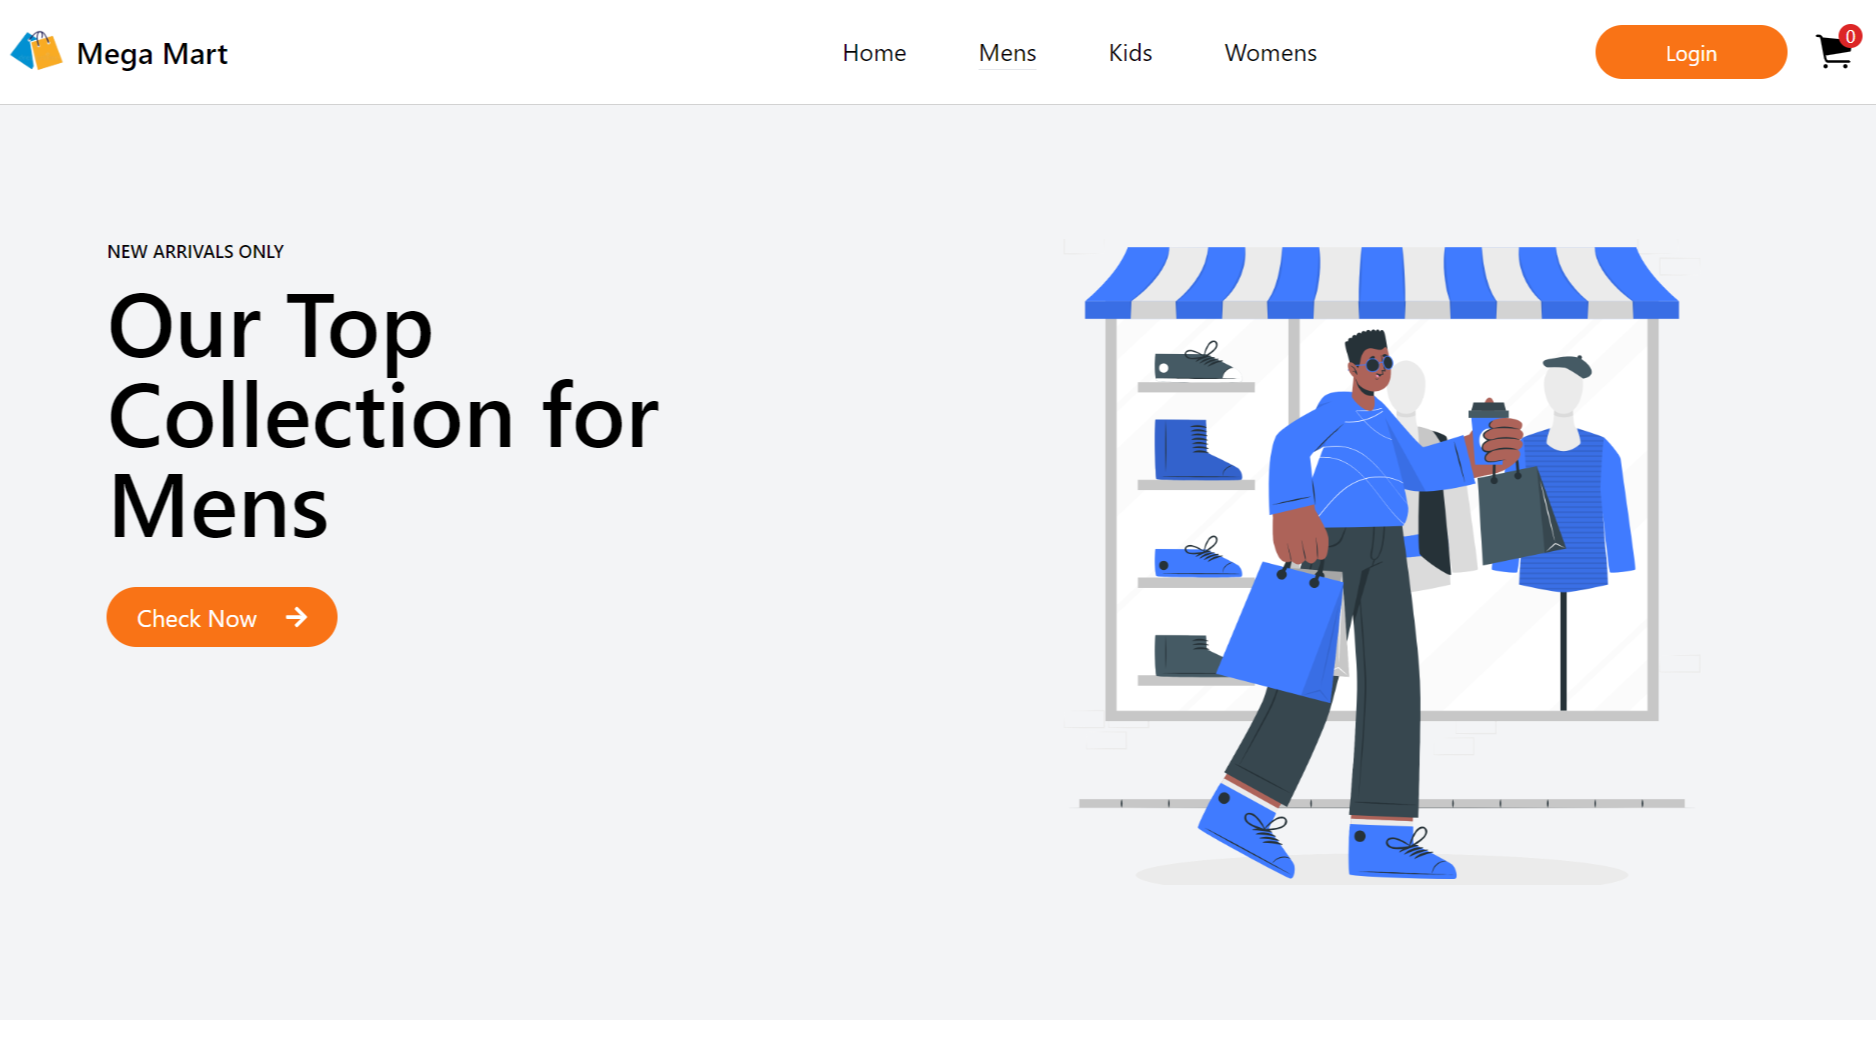 Mega Mart
Home
Mens
Kids
Womens
Login
0
NEW ARRIVALS ONLY
Our Top
Collection for
Mens
Check Now